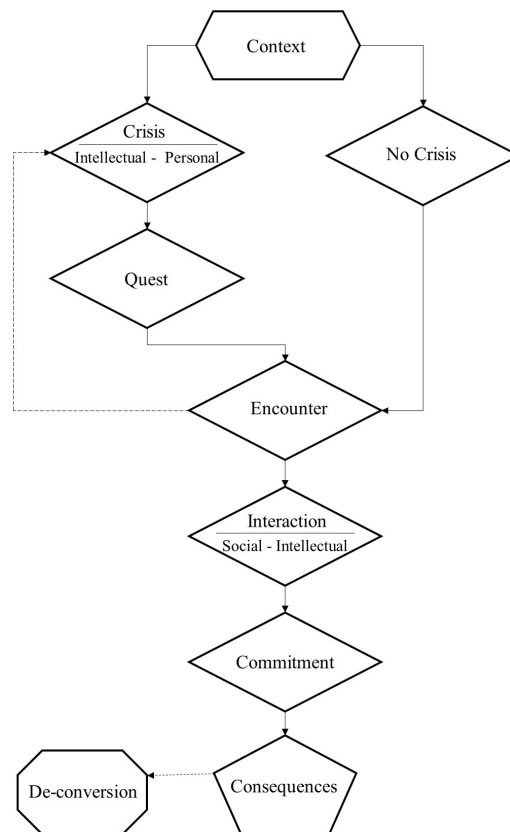 Context
Crisis
Intellectual - Personal
No Crisis
Quest
Encounter
Interaction
Social - Intellectual
Commitment
Consequences
De-conversion